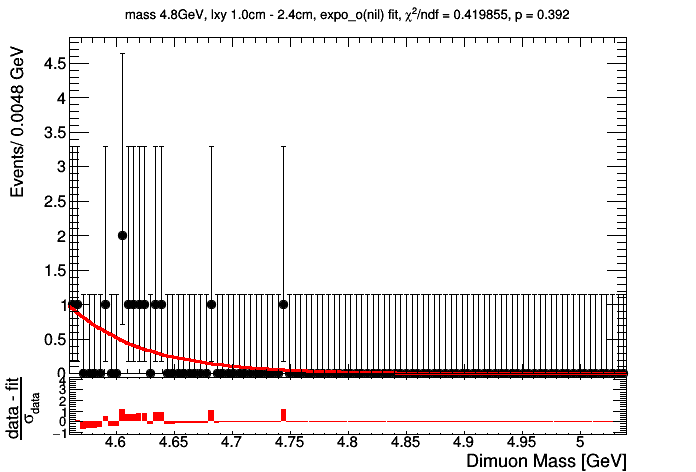 mass 4.8GeV, lxy 1.0cm - 2.4cm, expo_o(nil) fit, χ²/ndf = 0.419855, p = 0.392
Events/ 0.0048 GeV
4.5
4
3.5
3
2.5
2
1.5
1
0.5
0
data - fit
σdata
4
3
2
1
0
−1
4.6 4.65 4.7 4.75 4.8 4.85 4.9 4.95 5
Dimuon Mass [GeV]